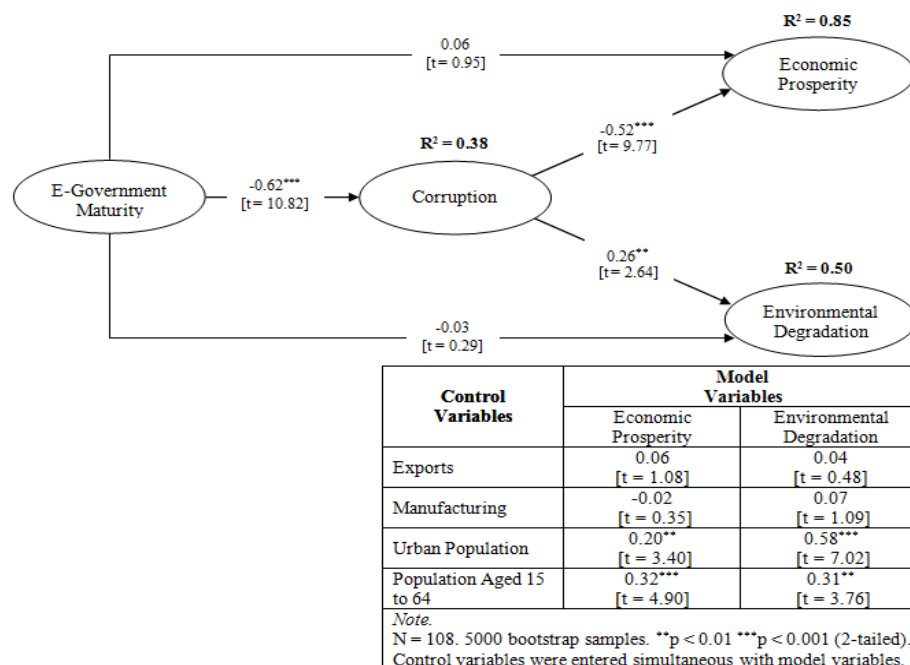 R² = 0.85
0.06
[t = 0.95]
Economic
Prosperity
R² = 0.38
-0.52***
[t = 9.77]
E-Government
Maturity
-0.62***
[t = 10.82]
Corruption
0.26**
[t = 2.64]
R² = 0.50
Environmental
Degradation
-0.03
[t = 0.29]
Control
Variables
Model
Variables
Economic
Prosperity
Environmental
Degradation
Exports
0.06
[t = 1.08]
0.04
[t = 0.48]
Manufacturing
-0.02
[t = 0.35]
0.07
[t = 1.09]
Urban Population
0.20**
[t = 3.40]
0.58***
[t = 7.02]
Population Aged 15
to 64
0.32***
[t = 4.90]
0.31**
[t = 3.76]
Note.
N = 108. 5000 bootstrap samples. **p < 0.01 ***p < 0.001 (2-tailed).
Control variables were entered simultaneous with model variables.